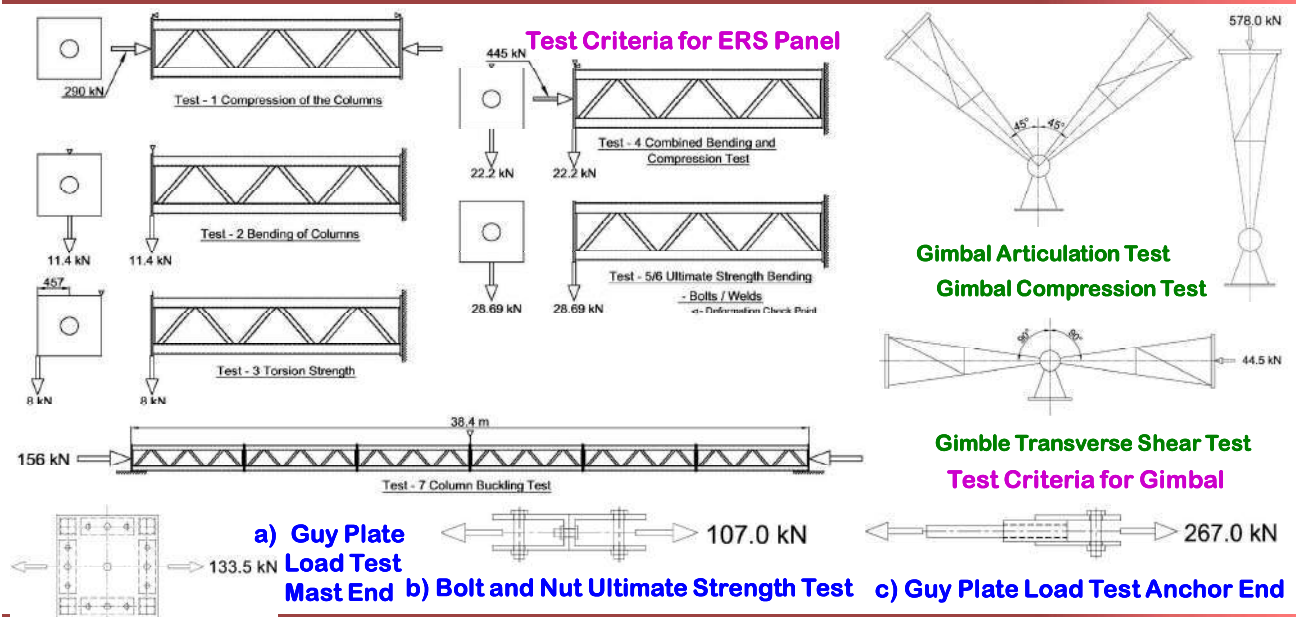 Test Criteria for ERS Panel
290 kN
Test - 1 Compression of the Columns
11.4 kN
11.4 kN
Test - 2 Bending of Columns
457
8 kN
8 kN
Test - 3 Torsion Strength
445 kN
22.2 kN
22.2 kN
Test - 4 Combined Bending and
Compression Test
28.69 kN
28.69 kN
Test - 5/6 Ultimate Strength Bending
- Bolts / Welds
◁- Deformation Check Point
38.4 m
156 kN
Test - 7 Column Buckling Test
45° 45°
578.0 kN
Gimbal Articulation Test
Gimbal Compression Test
90° 80°
44.5 kN
Gimble Transverse Shear Test
Test Criteria for Gimbal
133.5 kN
a) Guy Plate
Load Test
Mast End
107.0 kN
b) Bolt and Nut Ultimate Strength Test
267.0 kN
c) Guy Plate Load Test Anchor End